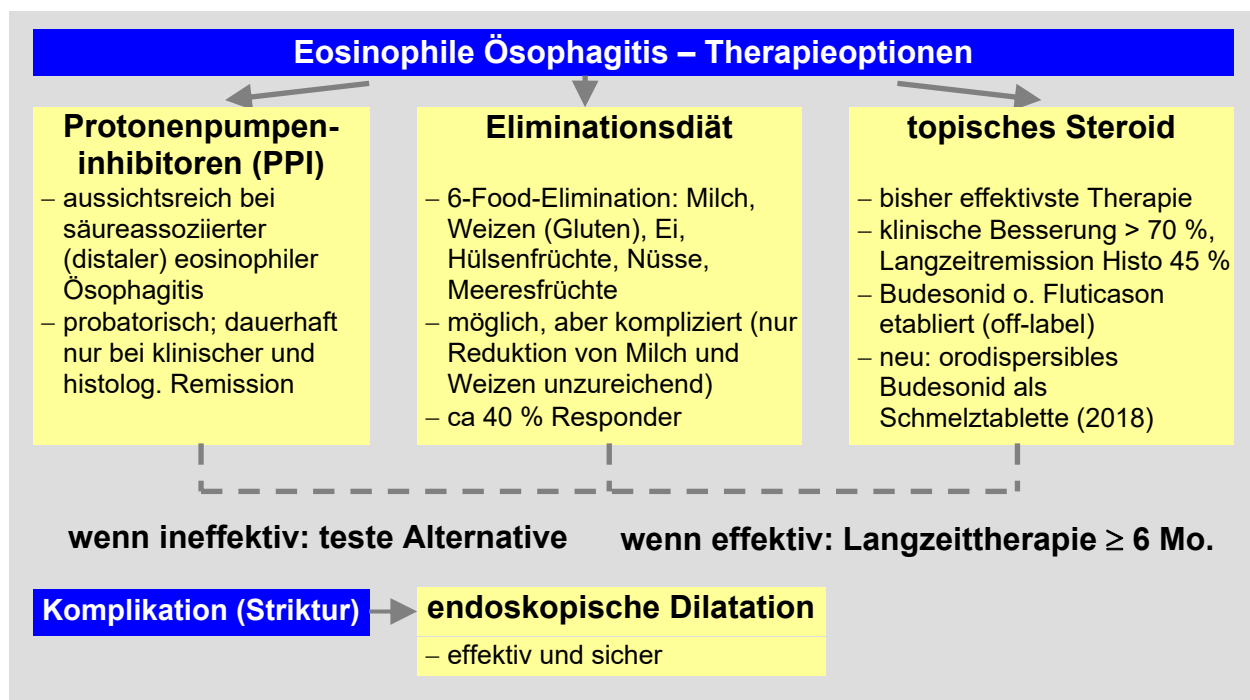 Eosinophile Ösophagitis – Therapieoptionen
Protonenpumpen-
inhibitoren (PPI)
– aussichtsreich bei
säureassoziierter
(distaler) eosinophiler
Ösophagitis
– probatorisch; dauerhaft
nur bei klinischer und
histolog. Remission
Eliminationsdiät
– 6-Food-Elimination: Milch,
Weizen (Gluten), Ei,
Hülsenfrüchte, Nüsse,
Meeresfrüchte
– möglich, aber kompliziert (nur
Reduktion von Milch und
Weizen unzureichend)
– ca 40 % Responder
topisches Steroid
– bisher effektivste Therapie
– klinische Besserung > 70 %,
Langzeitremission Histo 45 %
– Budesonid o. Fluticason
etabliert (off-label)
– neu: orodispersibles
Budesonid als
Schmelztablette (2018)
wenn ineffektiv: teste Alternative
wenn effektiv: Langzeittherapie ≥ 6 Mo.
Komplikation (Striktur)
endoskopische Dilatation
– effektiv und sicher